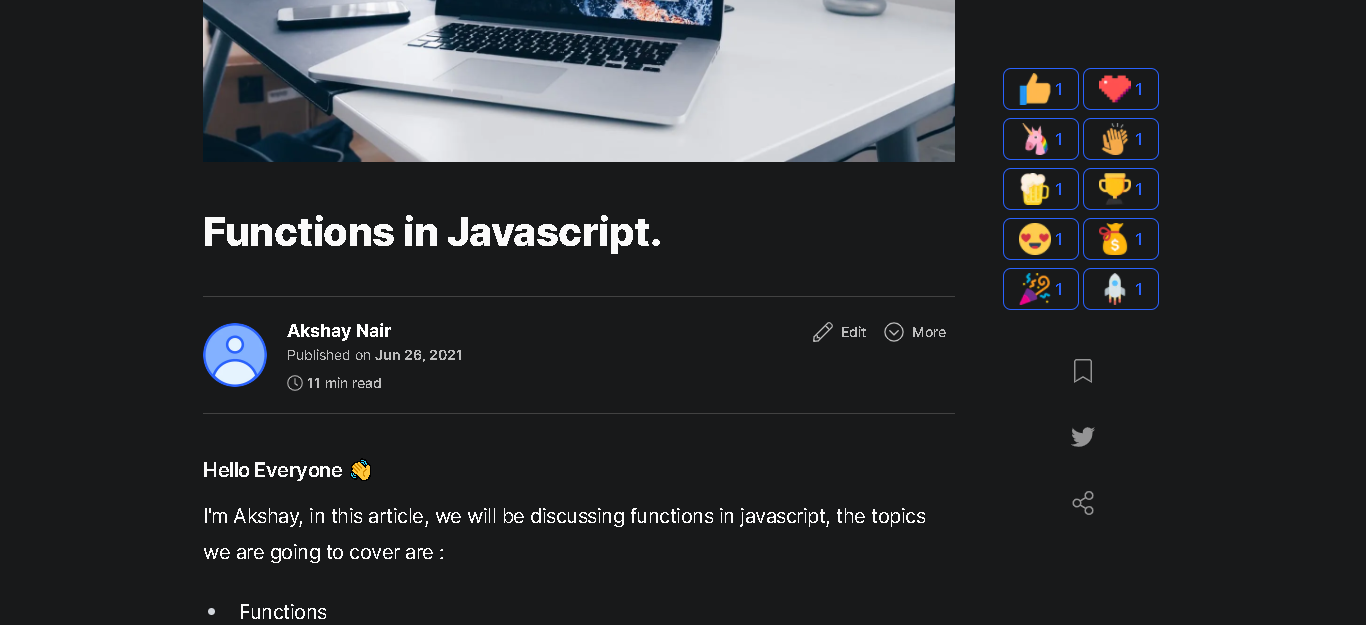 Functions in Javascript.
Akshay Nair
Published on Jun 26, 2021
11 min read
Edit
More
Hello Everyone 👋
I'm Akshay, in this article, we will be discussing functions in javascript, the topics
we are going to cover are :
• Functions
1 1
1 1
1 1
1 1
1 1